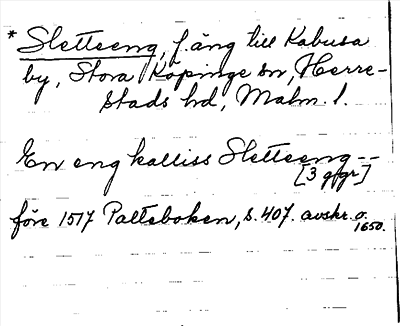 * Sletteeng, f. äng till Kabusa
by, Stora Köpinge sn, Herre-
stads hd, Malm. l.
En eng kalliss Sletteeng --
[3 ggr]
före 1517 Palteboken, s. 407. avskr. o.
1650.